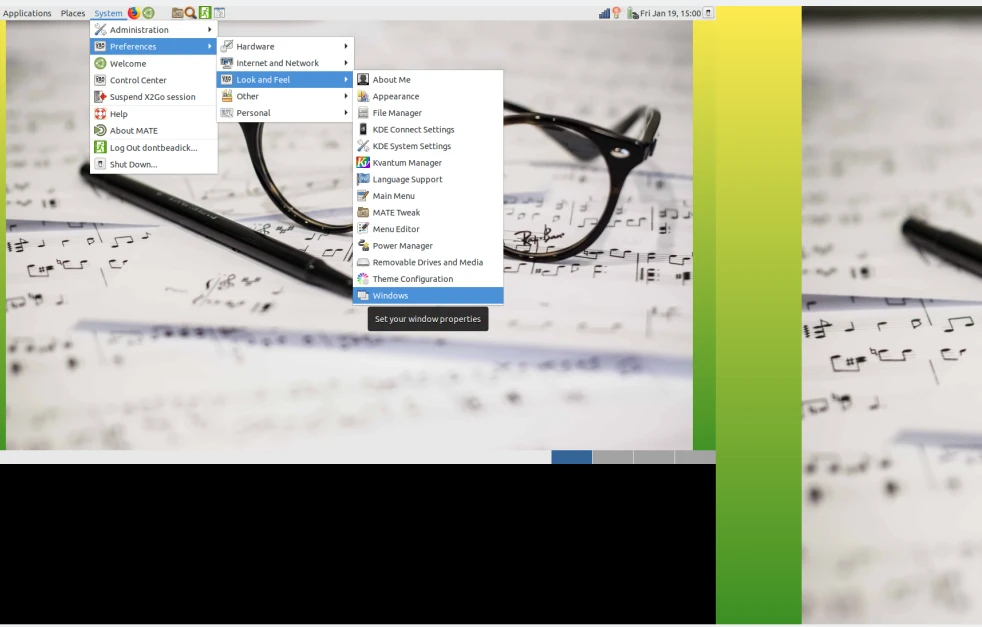 Applications Places System Fri Jan 19, 15:00
Administration
Preferences
Welcome
Control Center
Suspend X2Go session
Help
About MATE
Log Out dontbeadick...
Shut Down...
Hardware
Internet and Network
Look and Feel
Other
Personal
About Me
Appearance
File Manager
KDE Connect Settings
KDE System Settings
Kvantum Manager
Language Support
Main Menu
MATE Tweak
Menu Editor
Power Manager
Removable Drives and Media
Theme Configuration
Windows
Set your window properties
Ray-Ban